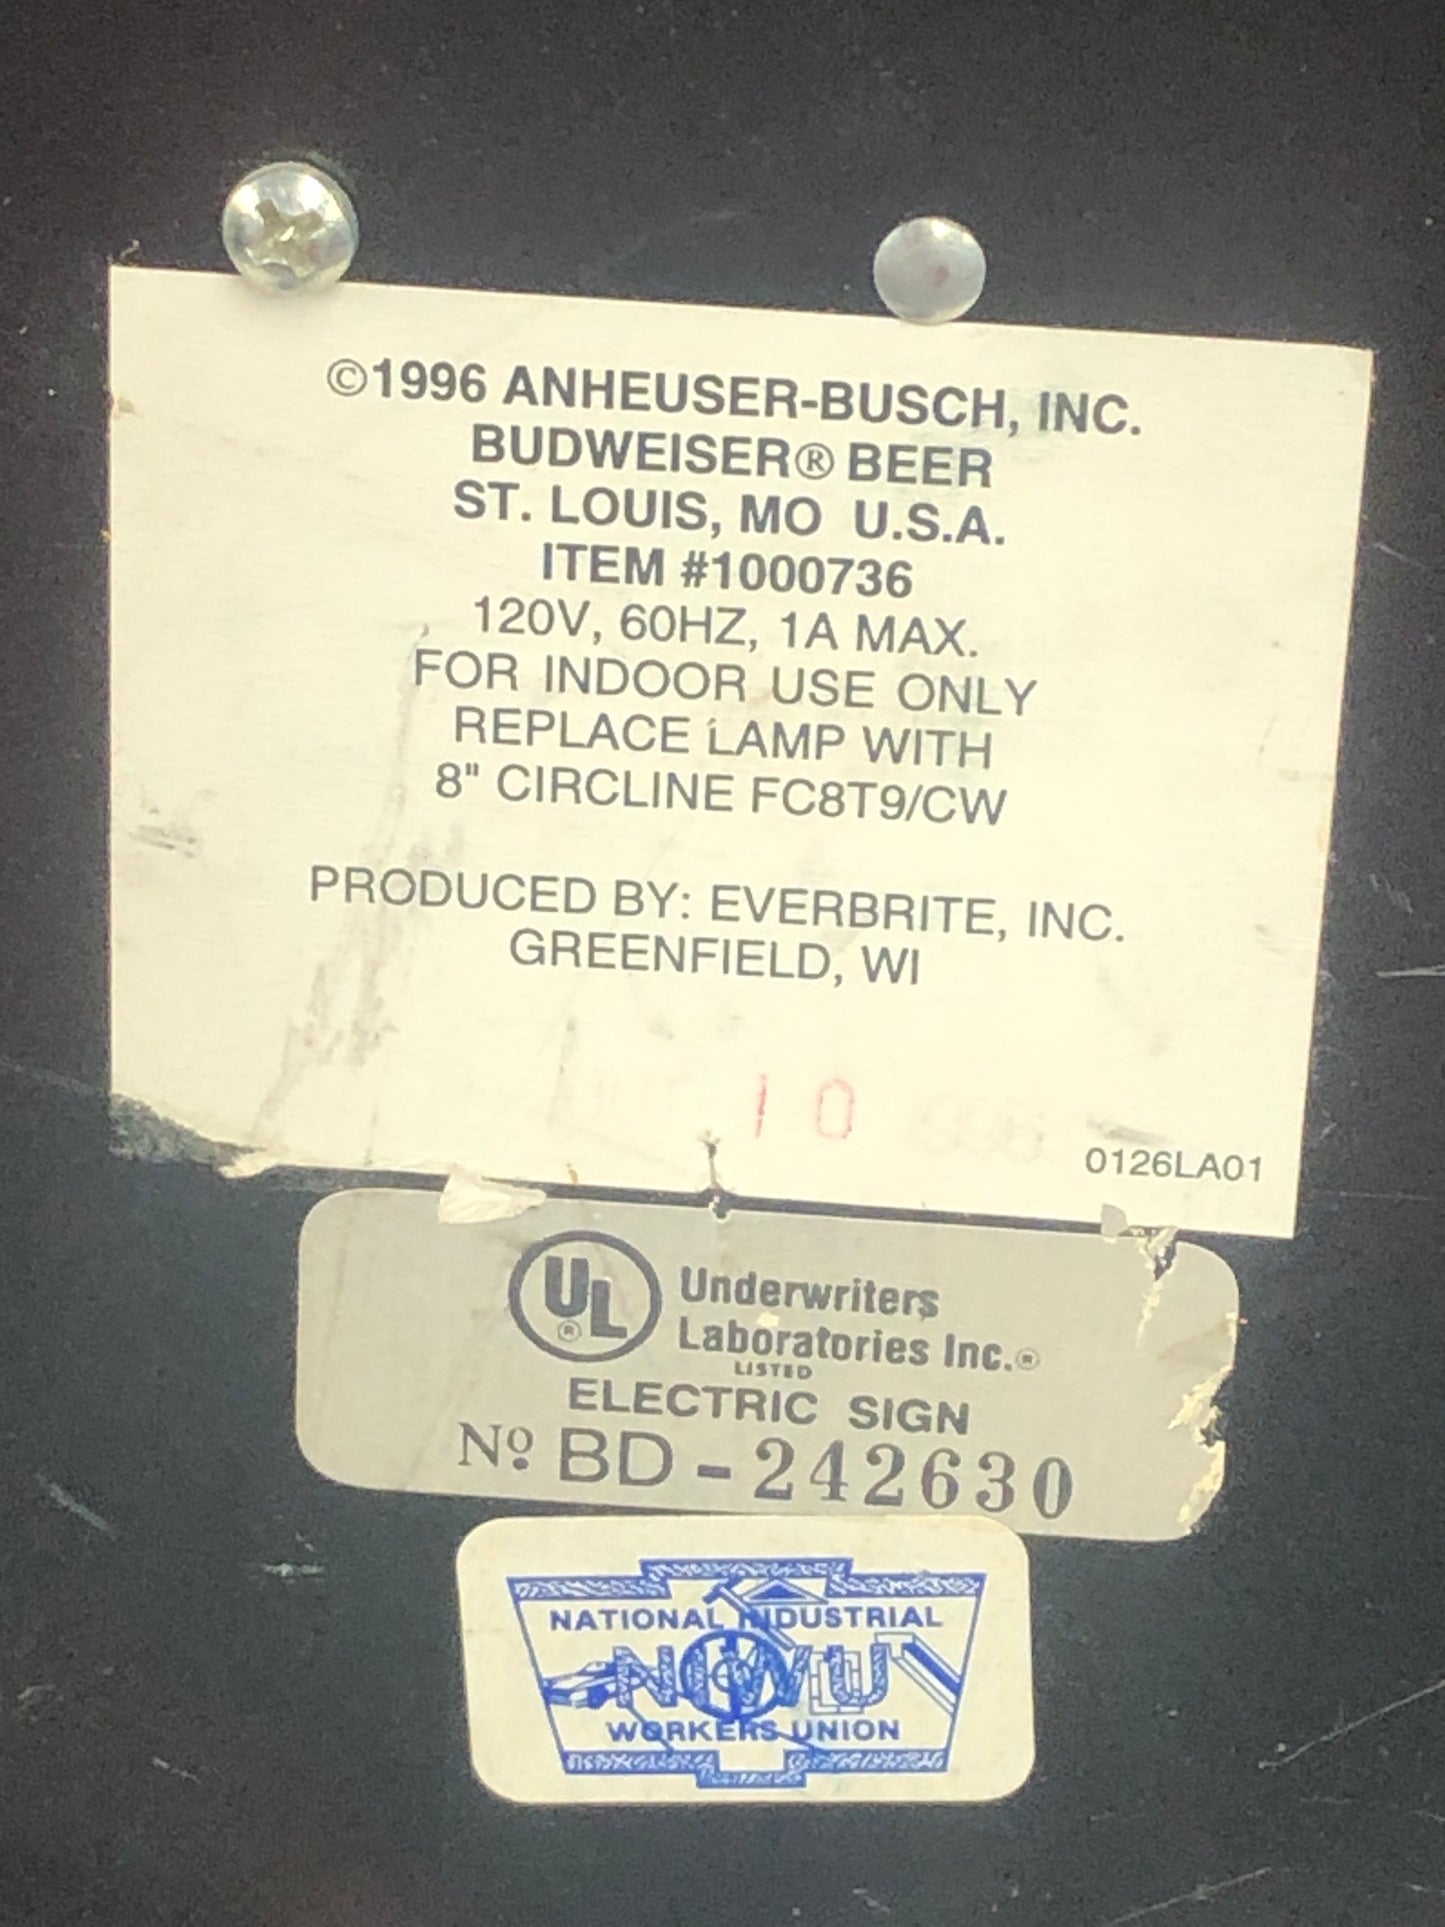 ©1996 ANHEUSER-BUSCH, INC.
BUDWEISER® BEER
ST. LOUIS, MO U.S.A.
ITEM #1000736
120V, 60HZ, 1A MAX.
FOR INDOOR USE ONLY
REPLACE LAMP WITH
8" CIRCLINE FC8T9/CW
PRODUCED BY: EVERBRITE, INC.
GREENFIELD, WI
10
0126LA01
UL® Underwriters
Laboratories Inc.®
LISTED
ELECTRIC SIGN
Nº BD-242630
NATIONAL INDUSTRIAL
NIWU
WORKERS UNION